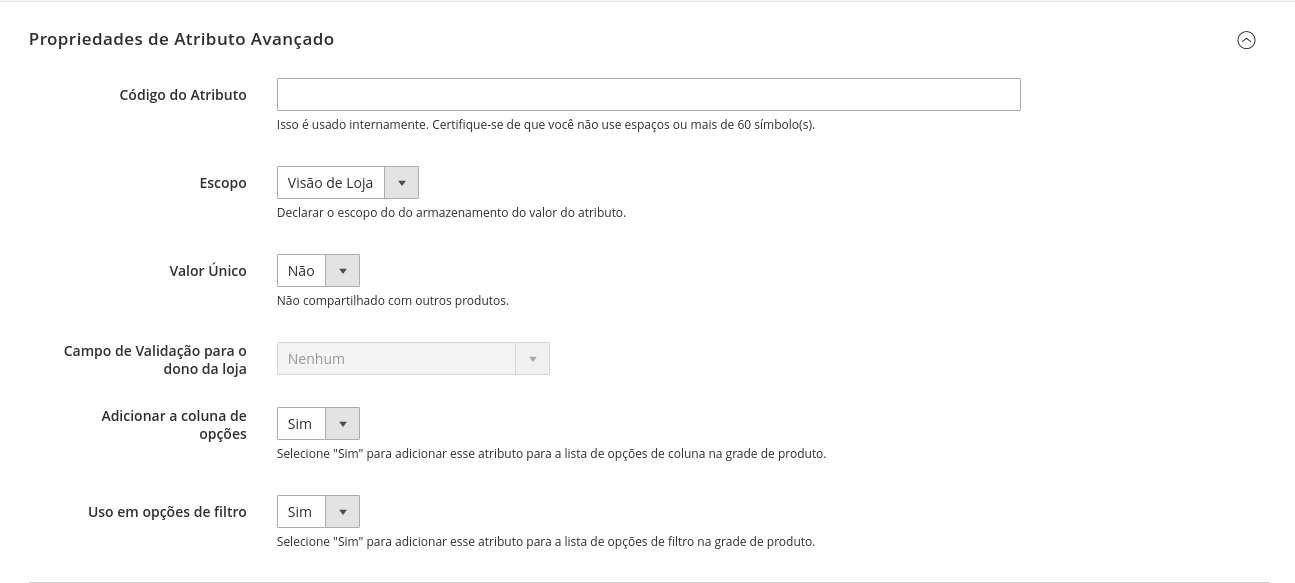 Propriedades de Atributo Avançado
Código do Atributo
Isso é usado internamente. Certifique-se de que você não use espaços ou mais de 60 símbolo(s).
Escopo
Visão de Loja
Declarar o escopo do do armazenamento do valor do atributo.
Valor Único
Não
Não compartilhado com outros produtos.
Campo de Validação para o
dono da loja
Nenhum
Adicionar a coluna de
opções
Sim
Selecione "Sim" para adicionar esse atributo para a lista de opções de coluna na grade de produto.
Uso em opções de filtro
Sim
Selecione "Sim" para adicionar esse atributo para a lista de opções de filtro na grade de produto.